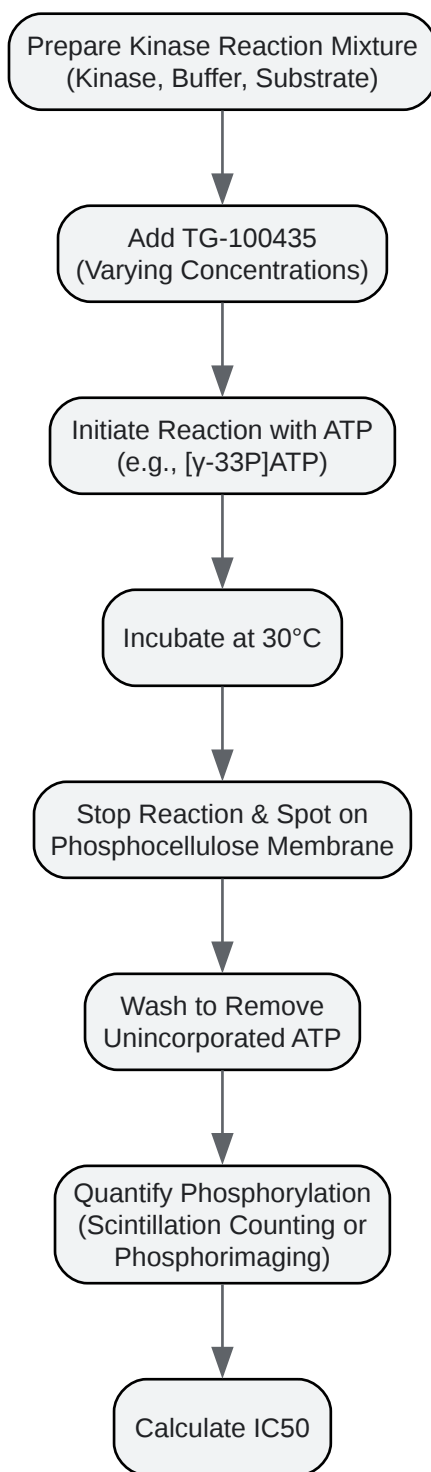 Prepare Kinase Reaction Mixture
(Kinase, Buffer, Substrate)
Add TG-100435
(Varying Concentrations)
Initiate Reaction with ATP
(e.g., [γ-33P]ATP)
Incubate at 30°C
Stop Reaction & Spot on
Phosphocellulose Membrane
Wash to Remove
Unincorporated ATP
Quantify Phosphorylation
(Scintillation Counting or
Phosphorimaging)
Calculate IC50